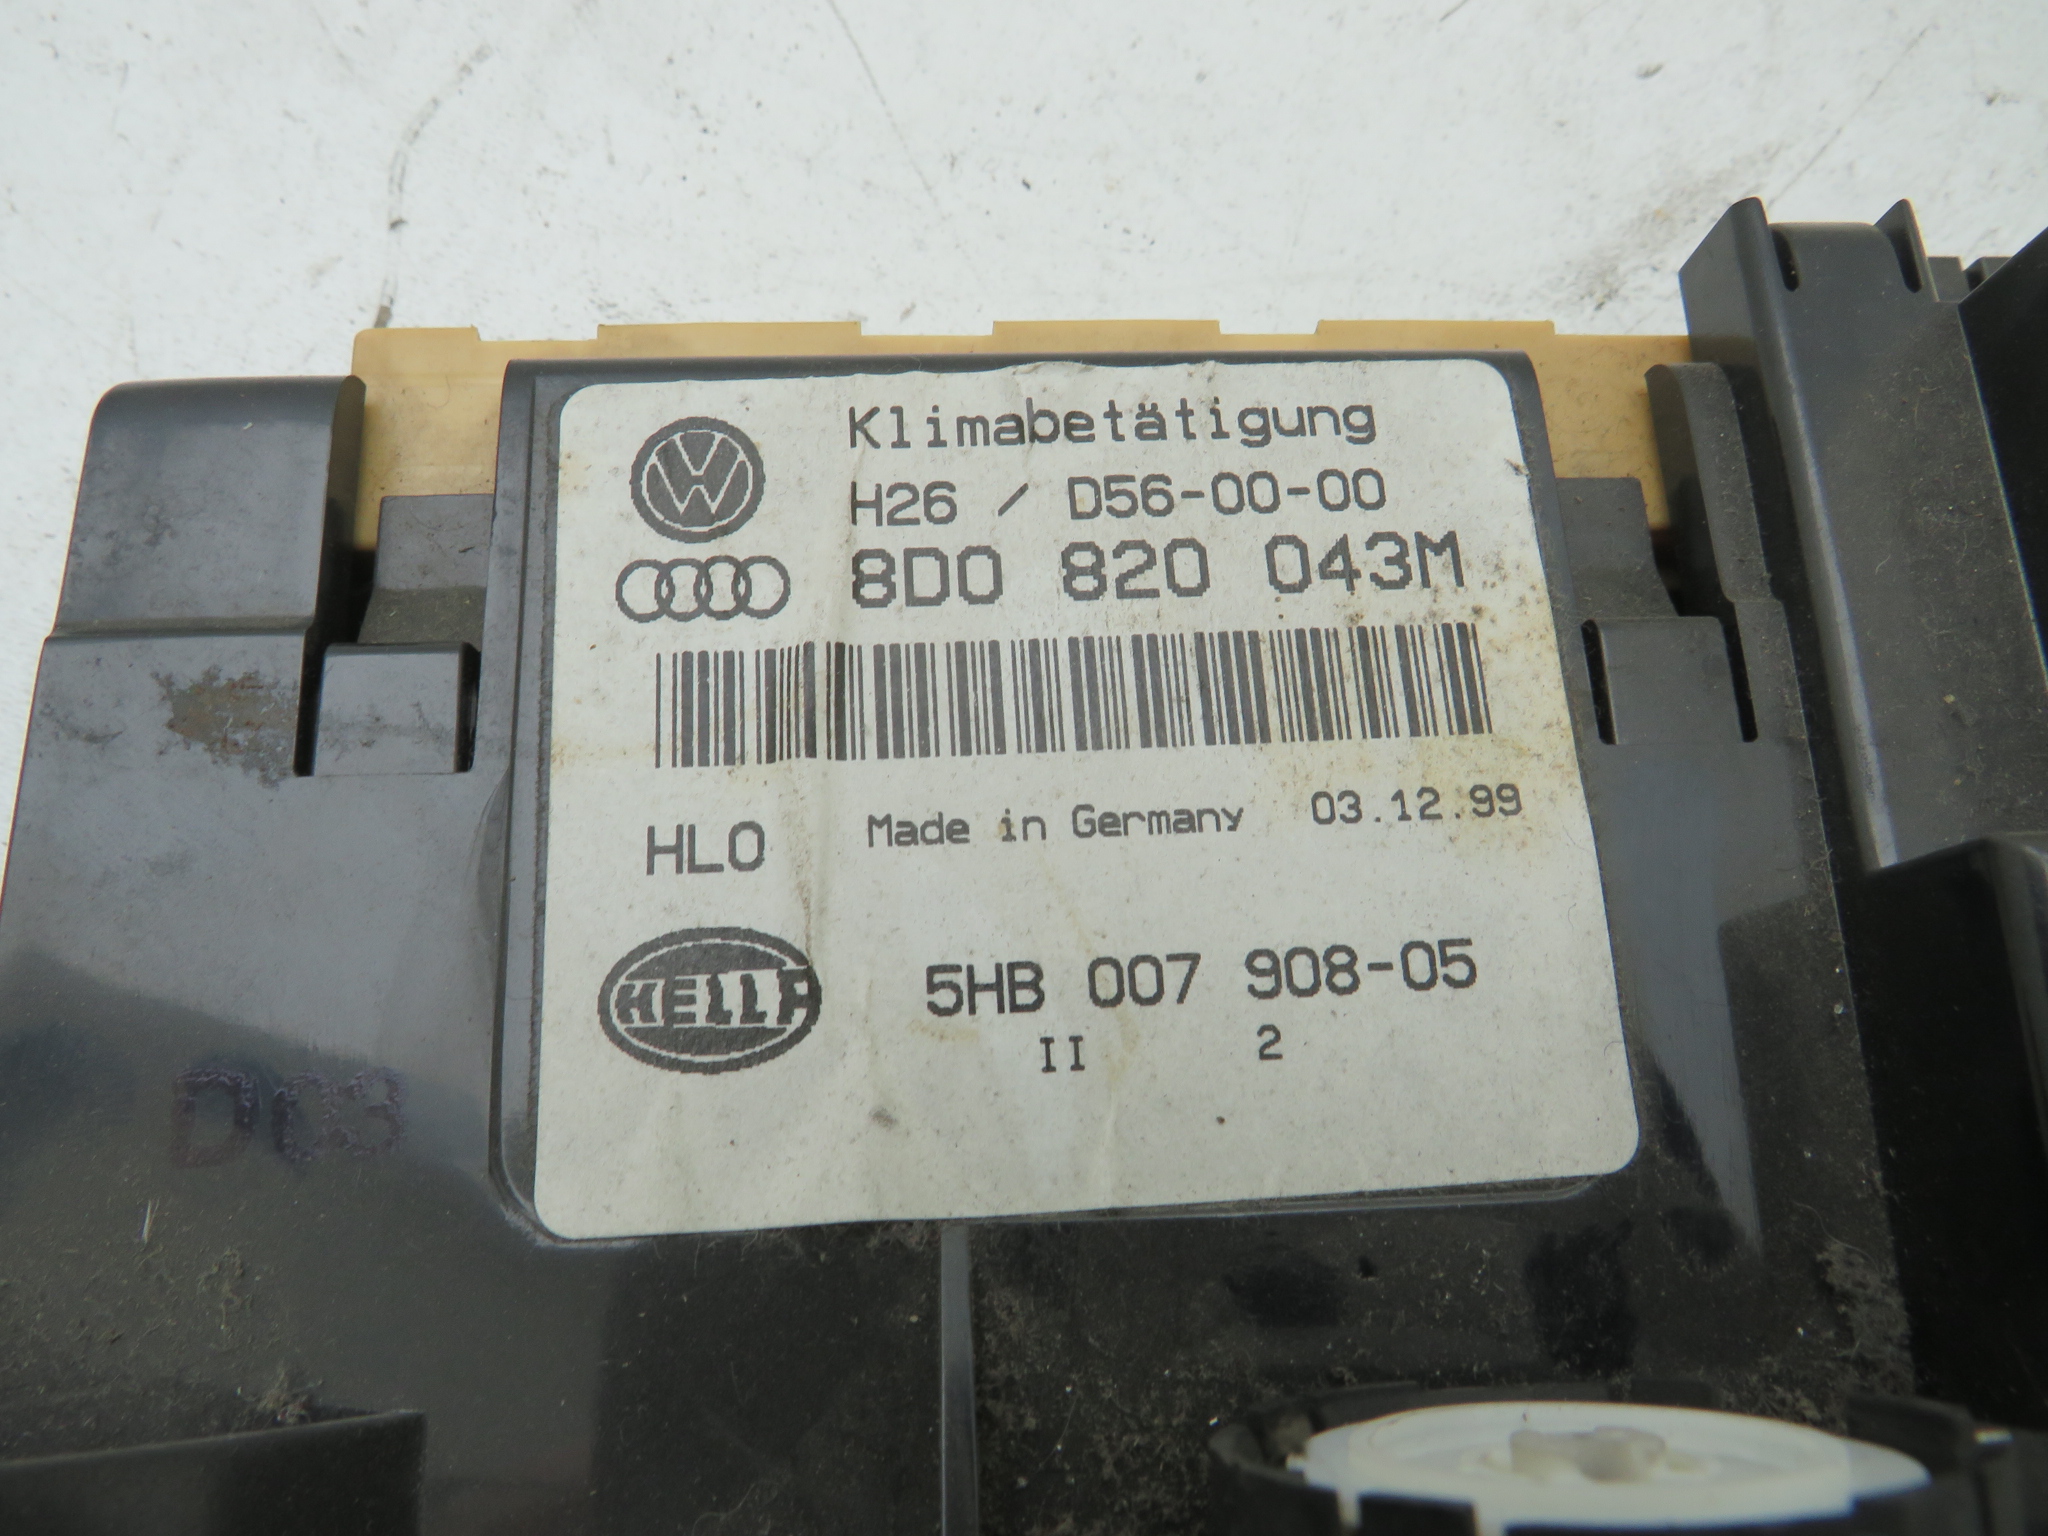 Klimabetätigung
H26 / D56-00-00
8D0 820 043M
HLO Made in Germany 03.12.99
HELLA 5HB 007 908-05
II 2
D03